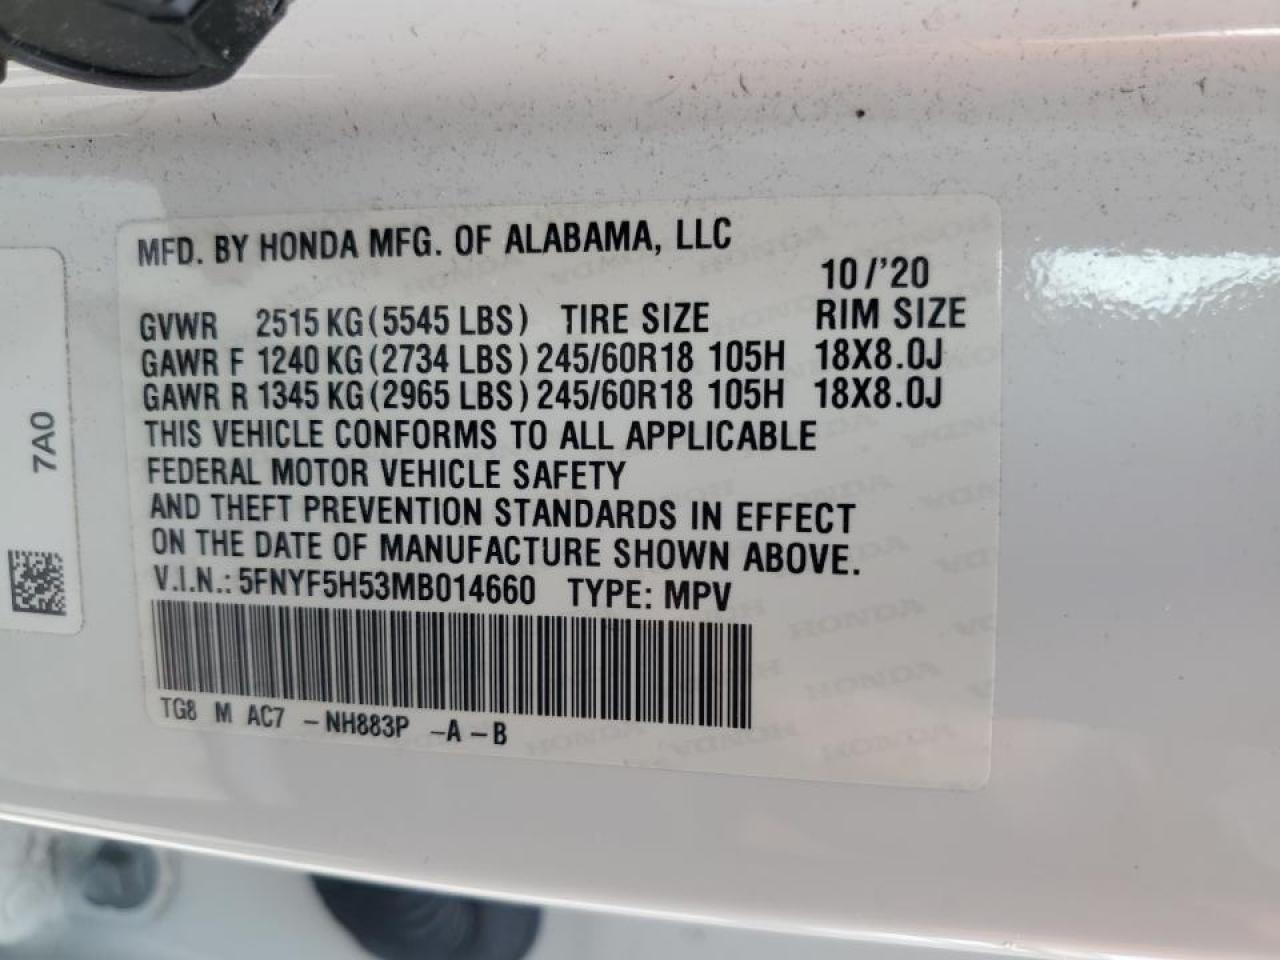 MFD. BY HONDA MFG. OF ALABAMA, LLC
10/'20
GVWR 2515 KG (5545 LBS) TIRE SIZE RIM SIZE
GAWR F 1240 KG (2734 LBS) 245/60R18 105H 18X8.0J
GAWR R 1345 KG (2965 LBS) 245/60R18 105H 18X8.0J
THIS VEHICLE CONFORMS TO ALL APPLICABLE
FEDERAL MOTOR VEHICLE SAFETY
AND THEFT PREVENTION STANDARDS IN EFFECT
ON THE DATE OF MANUFACTURE SHOWN ABOVE.
V.I.N.: 5FNYF5H53MB014660 TYPE: MPV
TG8 M AC7 -NH883P -A -B
7A0